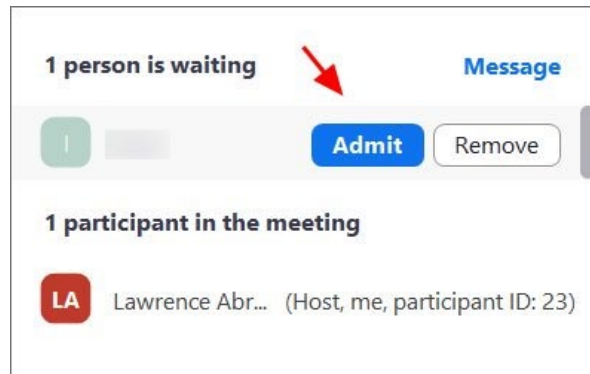 1 person is waiting Message
I Admit Remove
1 participant in the meeting
LA Lawrence Abr... (Host, me, participant ID: 23)